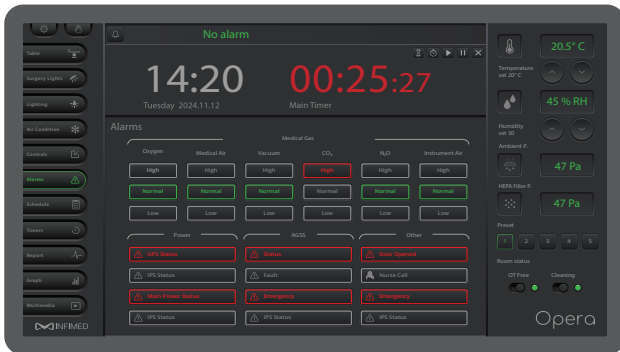 No alarm
14:20
00:25:27
Tuesday 2024.11.12
Main Timer
Table
Surgery Lights
Lighting
Air Condition
Controls
Alarms
Schedule
Timers
Report
Graph
Multimedia
INFIMED
Alarms
Medical Gas
Oxygen Medical Air Vacuum CO₂ N₂O Instrument Air
High High High High High High
Normal Normal Normal Normal Normal Normal
Low Low Low Low Low Low
Power AGSS Other
UPS Status Status Door Opened
IPS Status Fault Nurse Call
Main Power Status Emergency Emergency
IPS Status IPS Status IPS Status
20.5° C
Temperature
set 20° C
45 % RH
Humidity
set 30
Ambient P.
47 Pa
HEPA Filter P.
47 Pa
Preset
1 2 3 4 5
Room status
OT Free Cleaning
Opera